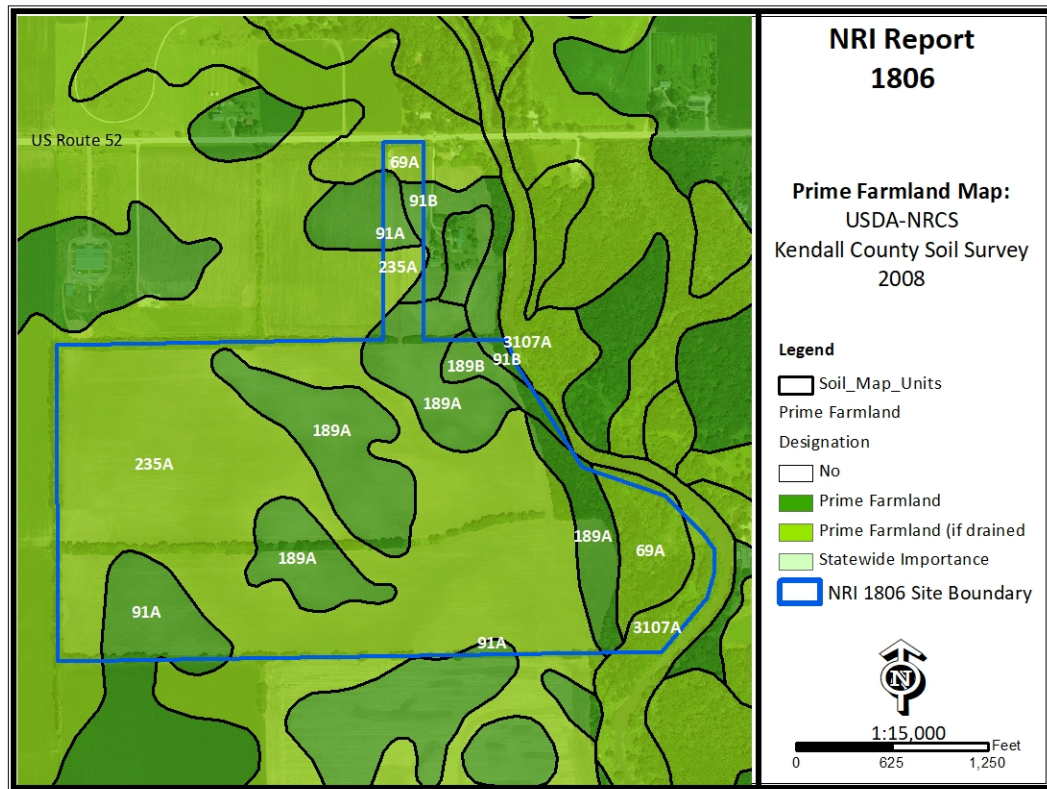 NRI Report
1806
Prime Farmland Map:
USDA-NRCS
Kendall County Soil Survey
2008
Legend
Soil_Map_Units
Prime Farmland
Designation
No
Prime Farmland
Prime Farmland (if drained
Statewide Importance
NRI 1806 Site Boundary
N
1:15,000
Feet
0 625 1,250
US Route 52
69A
91B
91A
235A
3107A
91B
189B
189A
189A
235A
189A
189A
69A
91A
3107A
91A